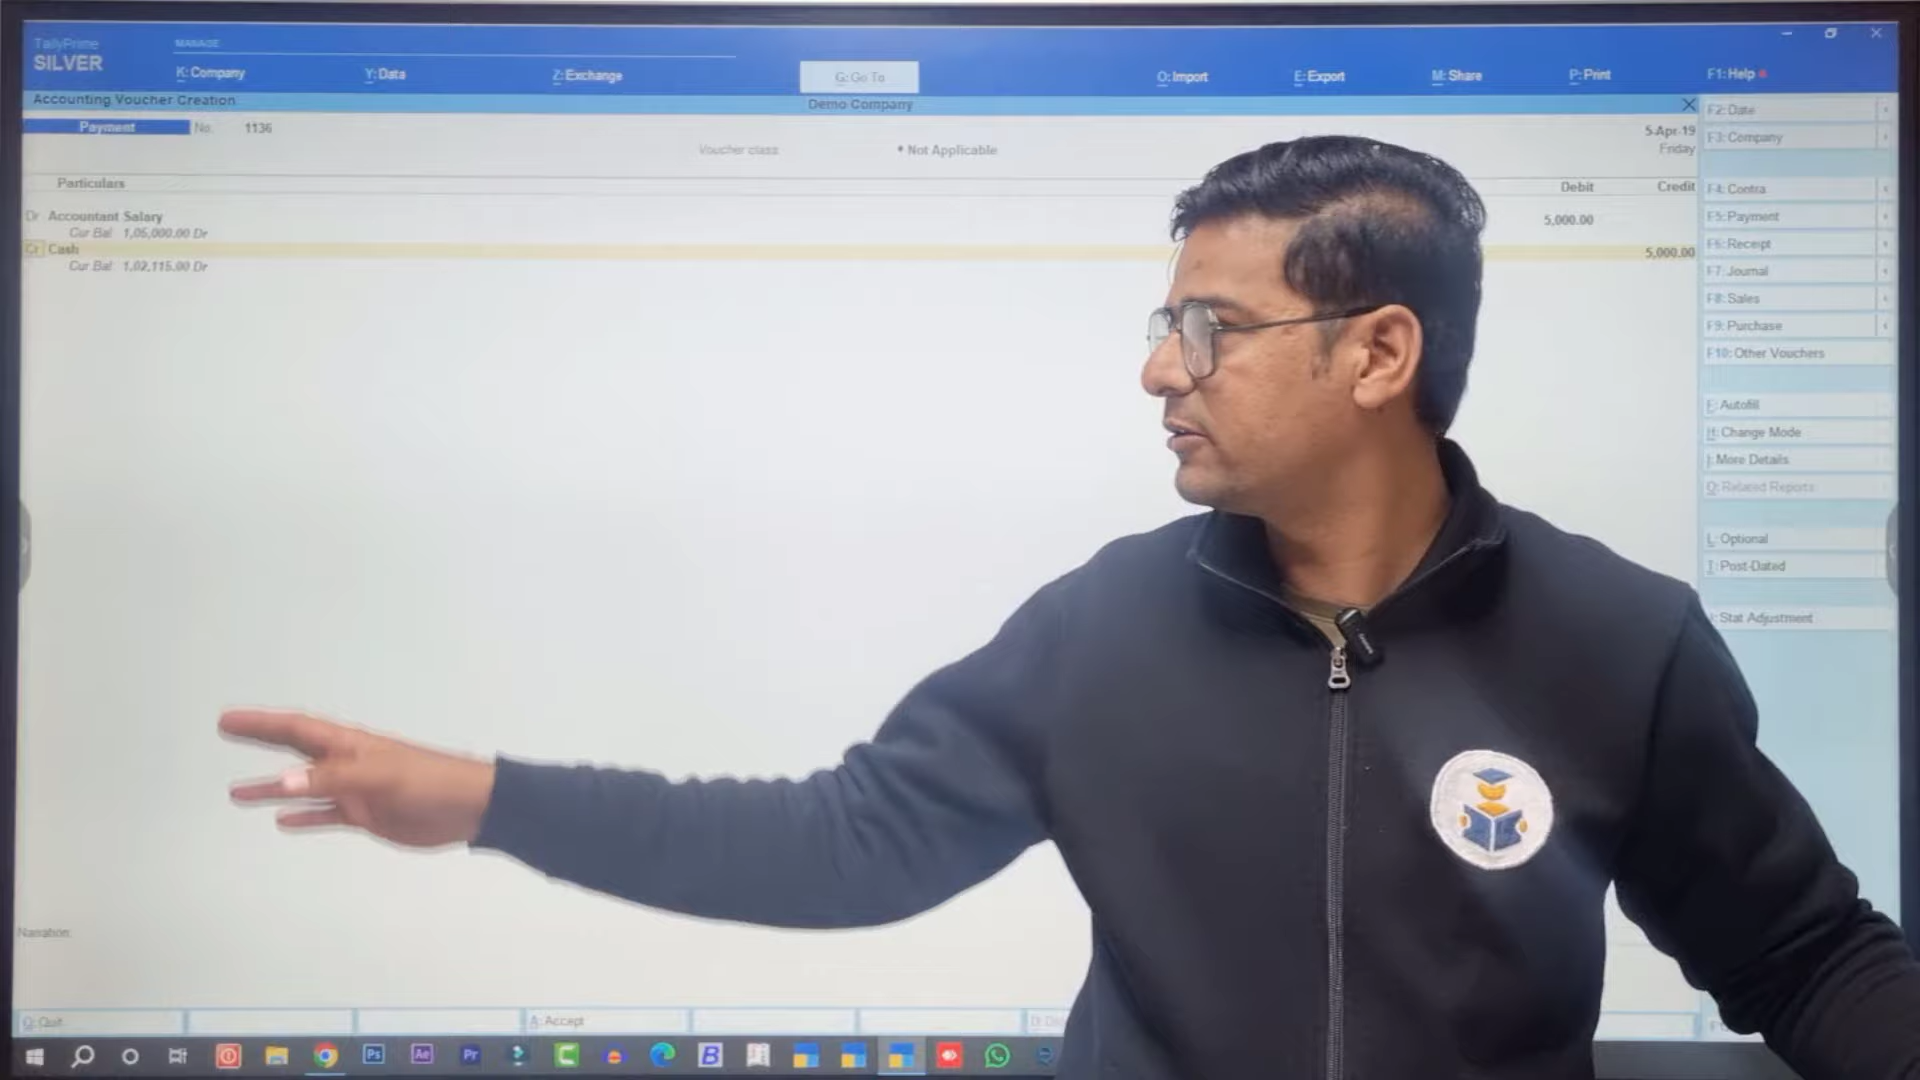 TallyPrime
SILVER
MANAGE
K: Company
Y: Data
Z: Exchange
G: Go To
O: Import
E: Export
M: Share
P: Print
F1: Help
Accounting Voucher Creation
Demo Company
Payment No. 1136
5-Apr-19
Friday
Voucher class
Not Applicable
Particulars
Debit Credit
Dr Accountant Salary 5,000.00
Cur Bal: 1,05,000.00 Dr
Cr Cash 5,000.00
Cur Bal: 1,02,115.00 Dr
F2: Date
F3: Company
F4: Contra
F5: Payment
F6: Receipt
F7: Journal
F8: Sales
F9: Purchase
F10: Other Vouchers
E: Autofill
H: Change Mode
I: More Details
O: Related Reports
L: Optional
T: Post-Dated
Stat Adjustment
Narration:
Q: Quit
A: Accept
Ps
Ae
Pr
C
B